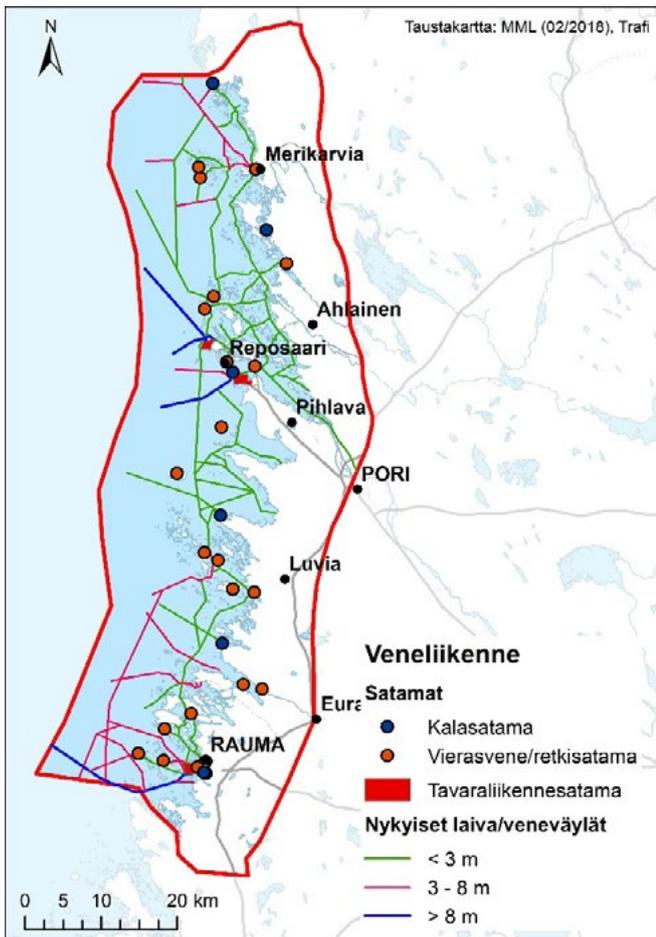 Taustakartta: MML (02/2018), Trafi
N
Merikarvia
Ahlainen
Reposaari
Pihlava
PORI
Luvia
Eura
RAUMA
Veneliikenne
Satamat
Kalasatama
Vierasvene/retkisatama
Tavaraliikennesatama
Nykyiset laiva/veneväylät
< 3 m
3 - 8 m
> 8 m
0 5 10 20 km